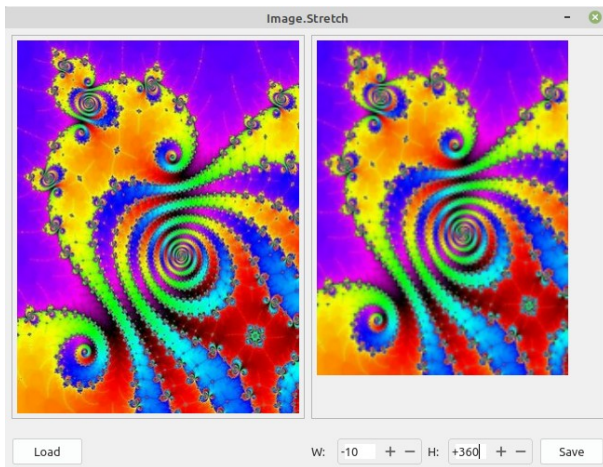 Image.Stretch
Load
W: -10 + − H: +360 + − Save